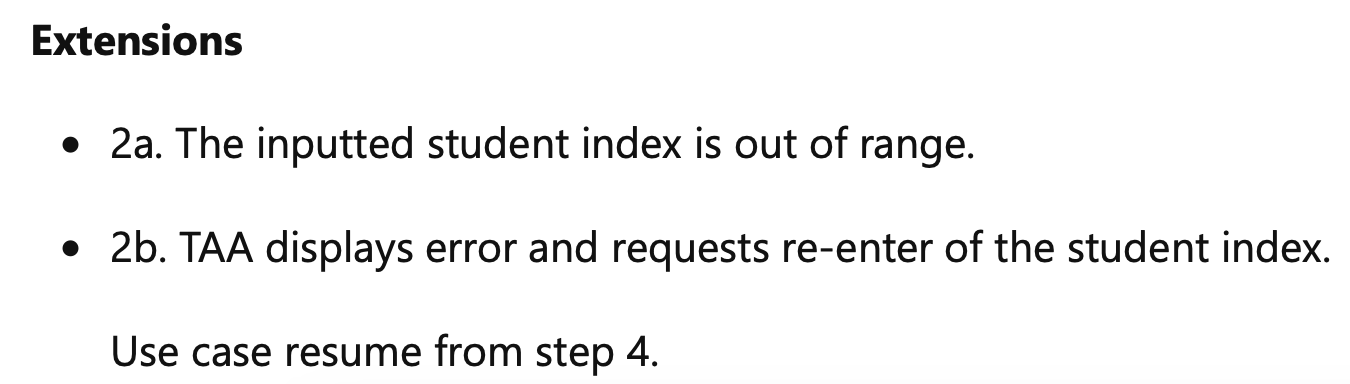 Extensions
• 2a. The inputted student index is out of range.
• 2b. TAA displays error and requests re-enter of the student index.
Use case resume from step 4.